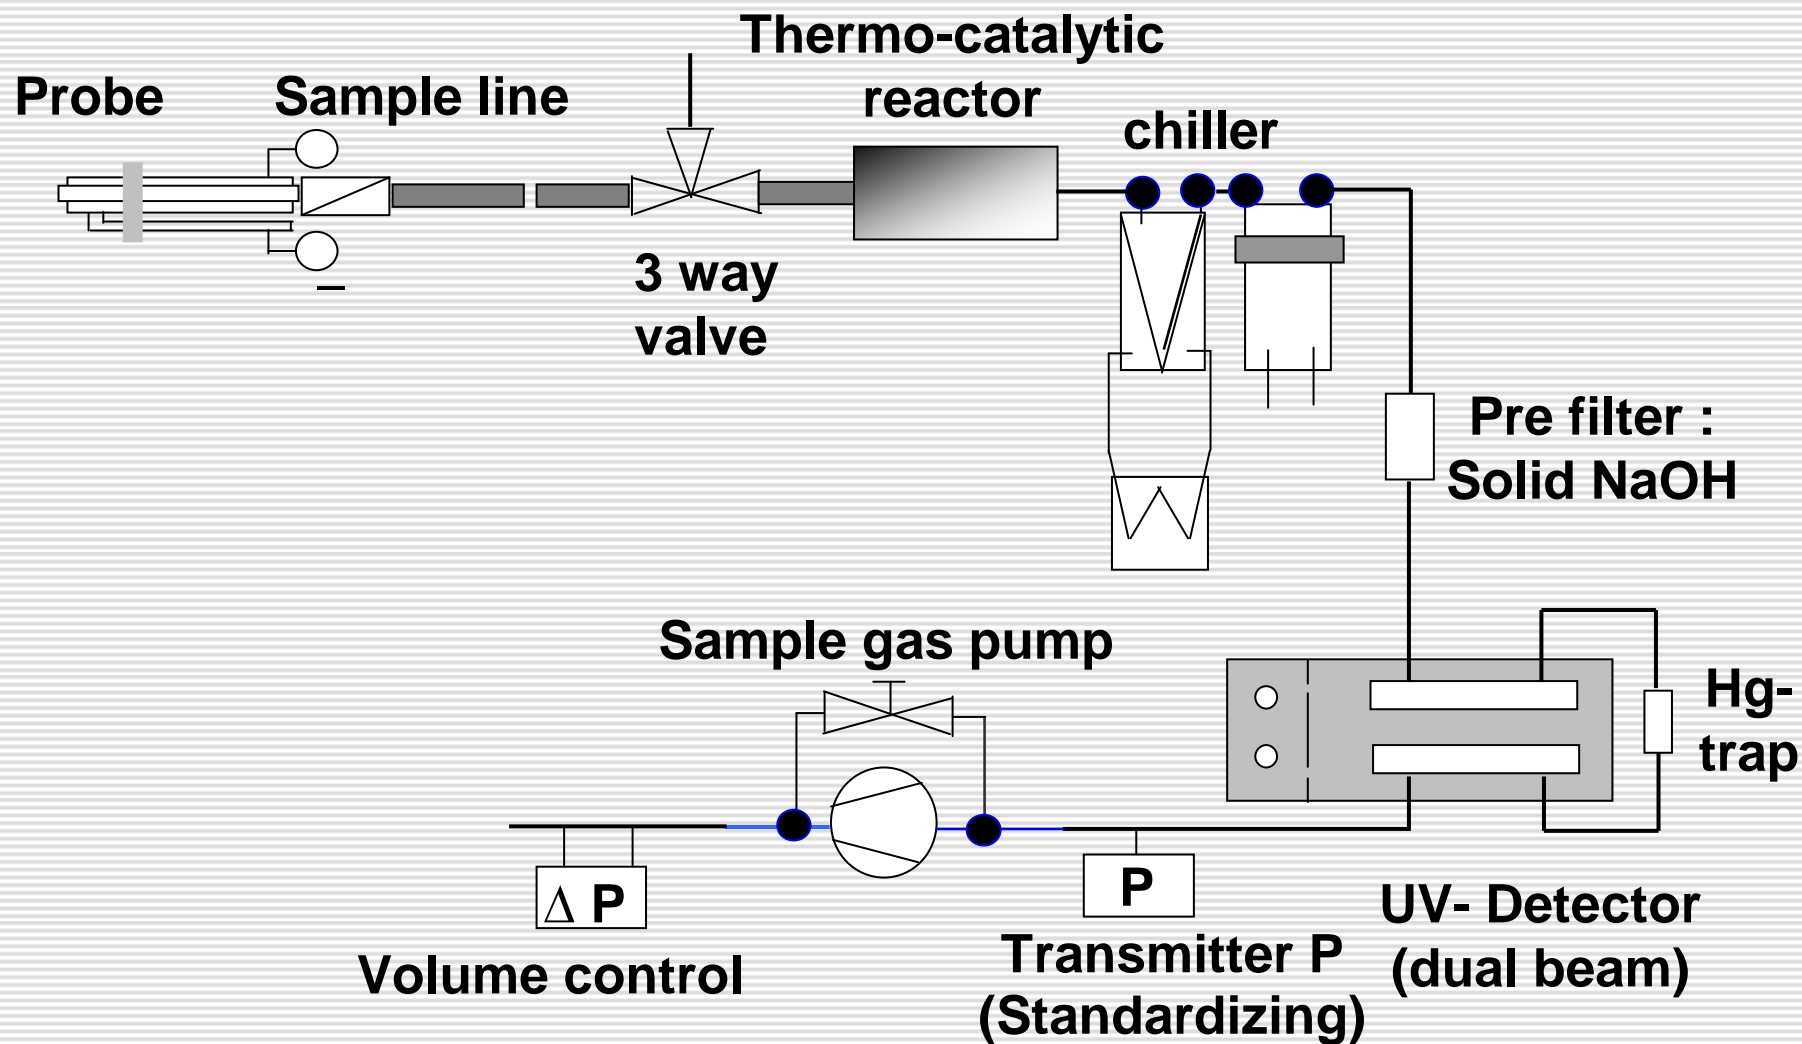 Thermo-catalytic
reactor
Probe
Sample line
chiller
3 way
valve
Pre filter :
Solid NaOH
Sample gas pump
Hg-
trap
Δ P
P
Volume control
Transmitter P
(Standardizing)
UV- Detector
(dual beam)